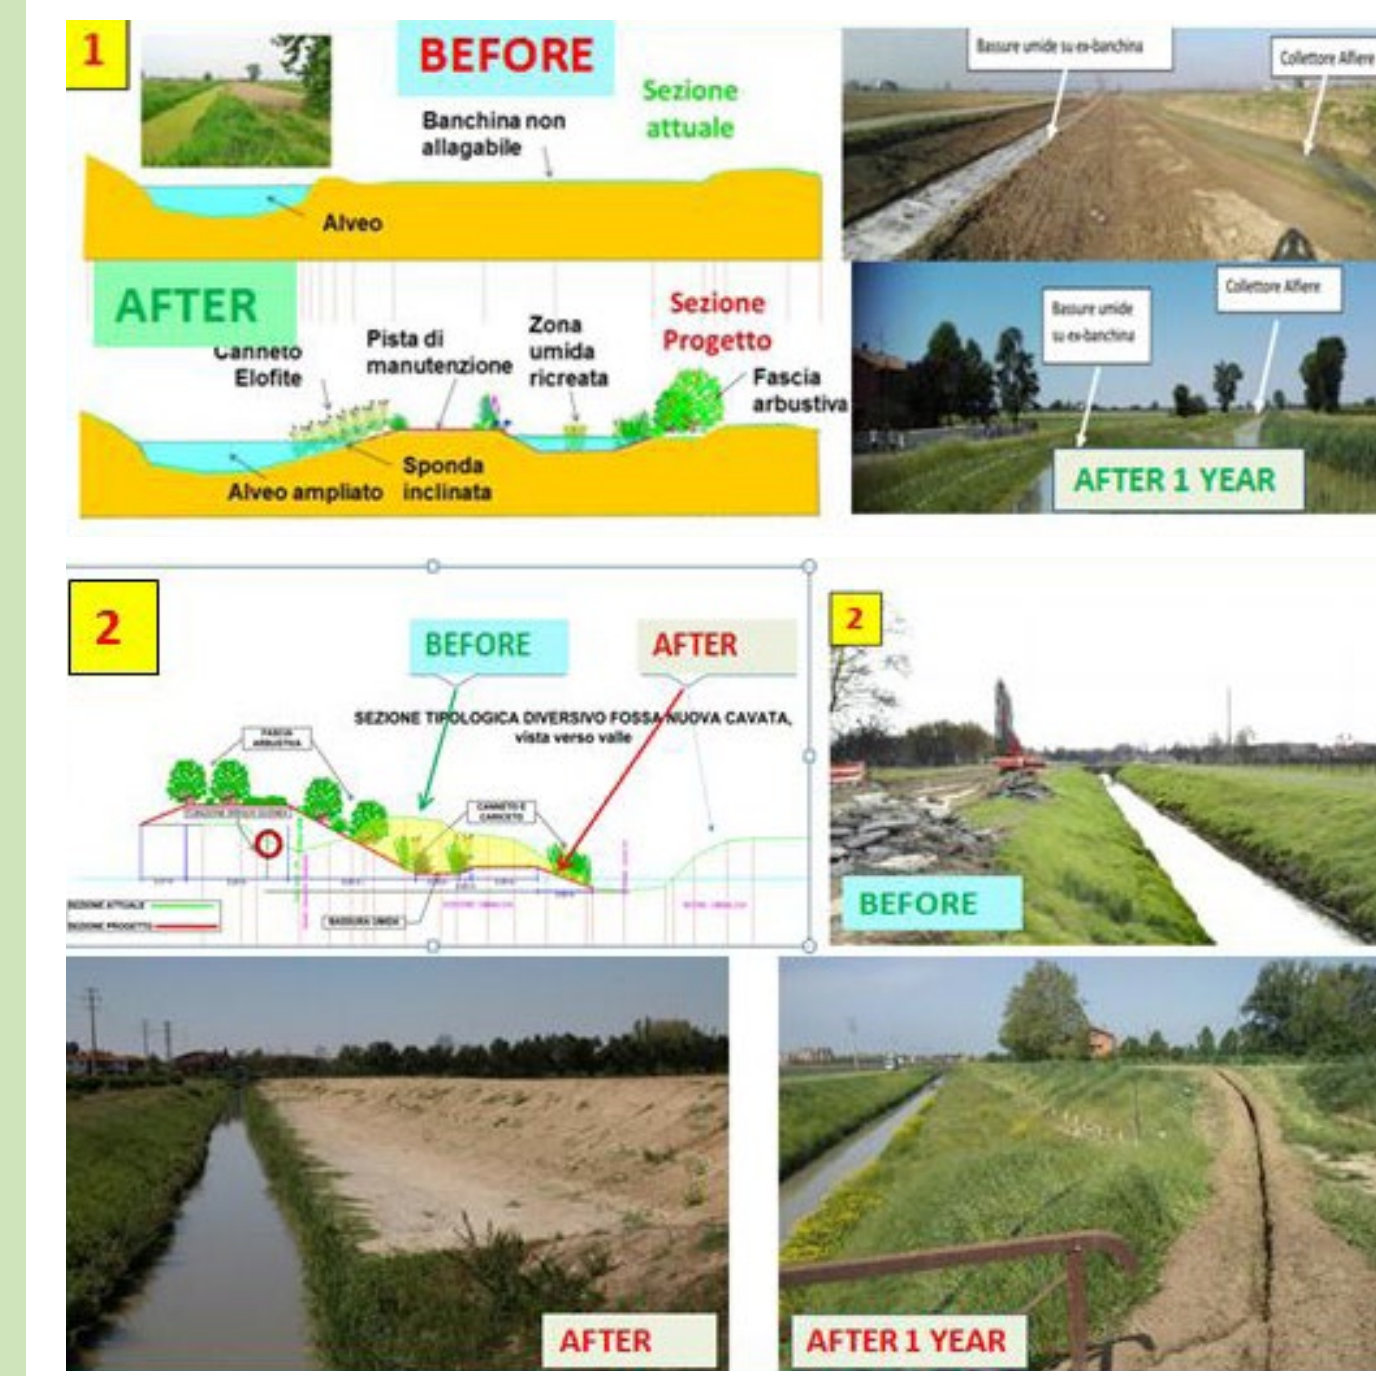 1
BEFORE
Sezione
attuale
Banchina non
allagabile
Alveo
Bassure umide su ex-banchina
Collettore Alfiere
AFTER
Canneto
Elofite
Pista di
manutenzione
Zona
umida
ricreata
Sezione
Progetto
Fascia
arbustiva
Sponda
inclinata
Alveo ampliato
Bassure umide
su ex-banchina
Collettore Alfiere
AFTER 1 YEAR
2
BEFORE
AFTER
SEZIONE TIPOLOGICA DIVERSIVO FOSSA NUOVA CAVATA,
vista verso valle
FASCIA
ARBUSTIVA
CANNETO E
CARICETO
BASSURA UMIDA
SEZIONE ATTUALE
SEZIONE PROGETTO
2
BEFORE
AFTER
AFTER 1 YEAR